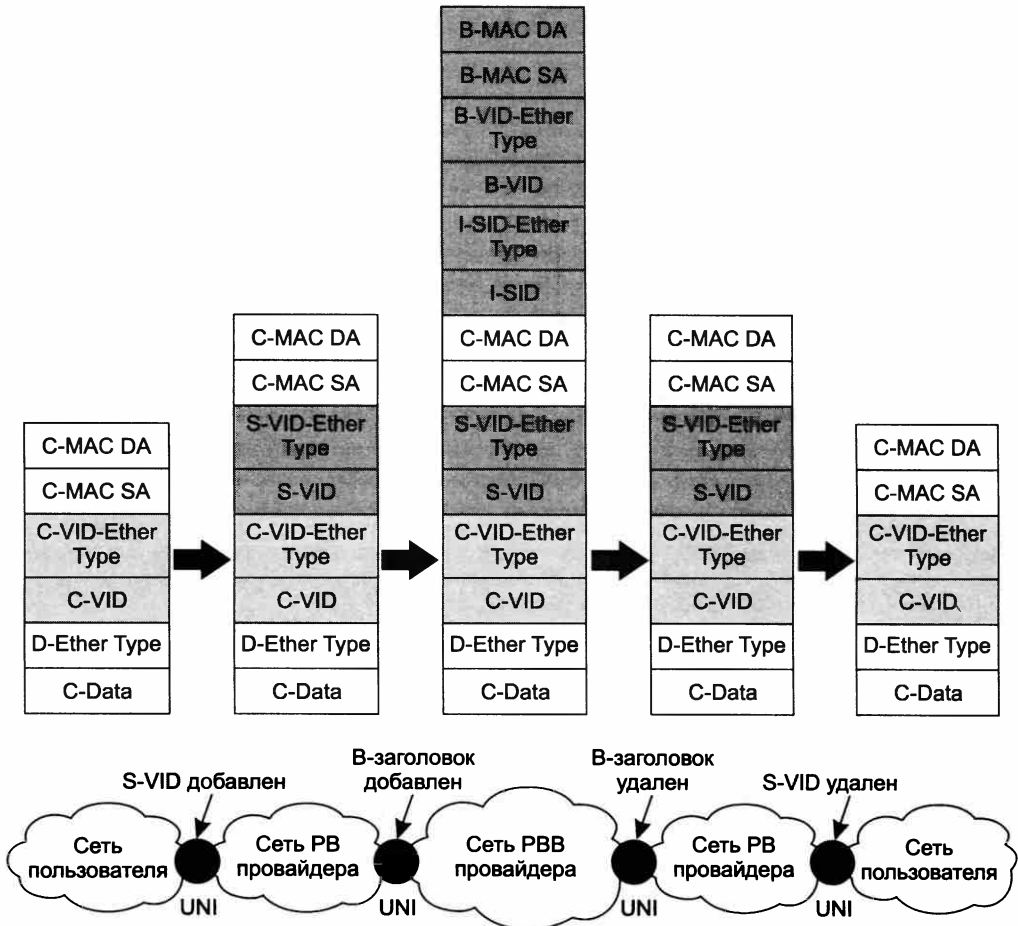 C-MAC DA
C-MAC SA
C-VID-Ether
Type
C-VID
D-Ether Type
C-Data
C-MAC DA
C-MAC SA
S-VID-Ether
Type
S-VID
C-VID-Ether
Type
C-VID
D-Ether Type
C-Data
B-MAC DA
B-MAC SA
B-VID-Ether
Type
B-VID
I-SID-Ether
Type
I-SID
C-MAC DA
C-MAC SA
S-VID-Ether
Type
S-VID
C-VID-Ether
Type
C-VID
D-Ether Type
C-Data
C-MAC DA
C-MAC SA
S-VID-Ether
Type
S-VID
C-VID-Ether
Type
C-VID
D-Ether Type
C-Data
C-MAC DA
C-MAC SA
C-VID-Ether
Type
C-VID
D-Ether Type
C-Data
S-VID добавлен
B-заголовок
добавлен
B-заголовок
удален
S-VID удален
Сеть
пользователя
UNI
Сеть PB
провайдера
UNI
Сеть PBB
провайдера
UNI
Сеть PB
провайдера
UNI
Сеть
пользователя